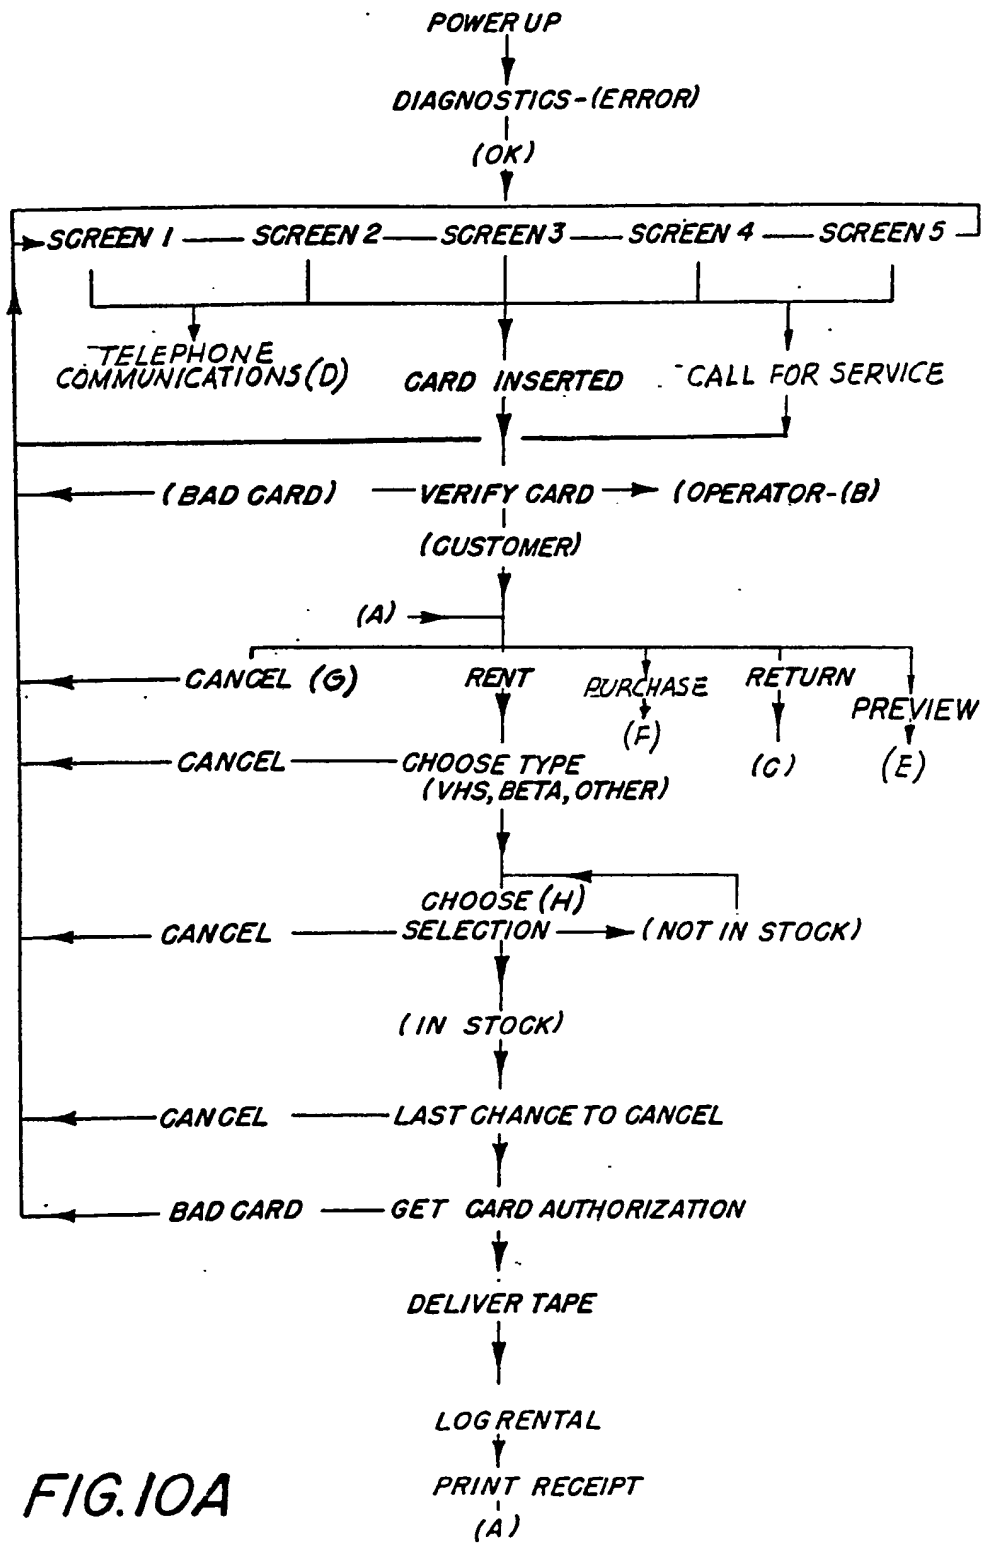 POWER UP
DIAGNOSTICS-(ERROR)
(OK)
SCREEN 1 SCREEN 2 SCREEN 3 SCREEN 4 SCREEN 5
TELEPHONE
COMMUNICATIONS(D)
CARD INSERTED
CALL FOR SERVICE
(BAD CARD) VERIFY CARD (OPERATOR-(B)
(CUSTOMER)
(A)
CANCEL (G) RENT PURCHASE RETURN PREVIEW
(F) (C) (E)
CANCEL CHOOSE TYPE
(VHS, BETA, OTHER)
CHOOSE (H)
CANCEL SELECTION (NOT IN STOCK)
(IN STOCK)
CANCEL LAST CHANCE TO CANCEL
BAD CARD GET CARD AUTHORIZATION
DELIVER TAPE
LOG RENTAL
PRINT RECEIPT
(A)
FIG.10A